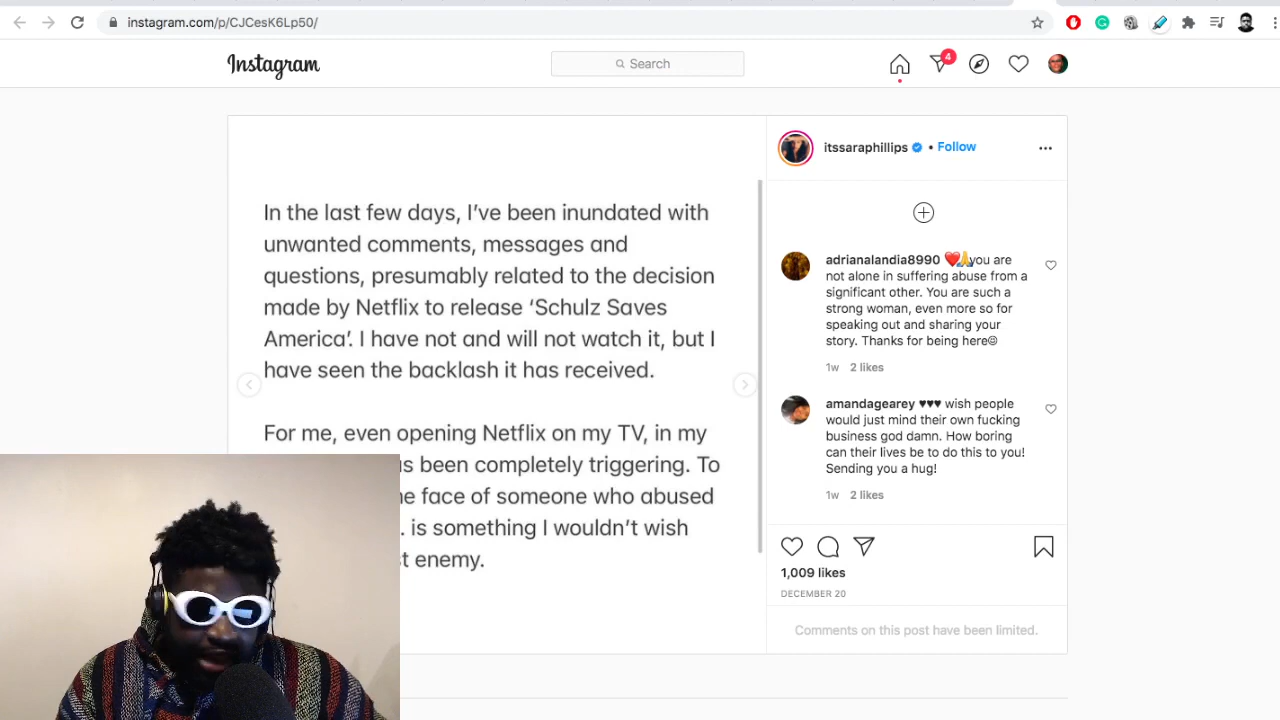 instagram.com/p/CJCesK6Lp50/
Instagram
Search
4
In the last few days, I've been inundated with
unwanted comments, messages and
questions, presumably related to the decision
made by Netflix to release 'Schulz Saves
America'. I have not and will not watch it, but I
have seen the backlash it has received.
For me, even opening Netflix on my TV, in my
been completely triggering. To
face of someone who abused
. is something I wouldn't wish
enemy.
itssaraphillips • Follow
adrianalandia8990 ❤️🙏you are
not alone in suffering abuse from a
significant other. You are such a
strong woman, even more so for
speaking out and sharing your
story. Thanks for being here☺
1w 2 likes
amandagearey ♥♥♥ wish people
would just mind their own fucking
business god damn. How boring
can their lives be to do this to you!
Sending you a hug!
1w 2 likes
1,009 likes
DECEMBER 20
Comments on this post have been limited.